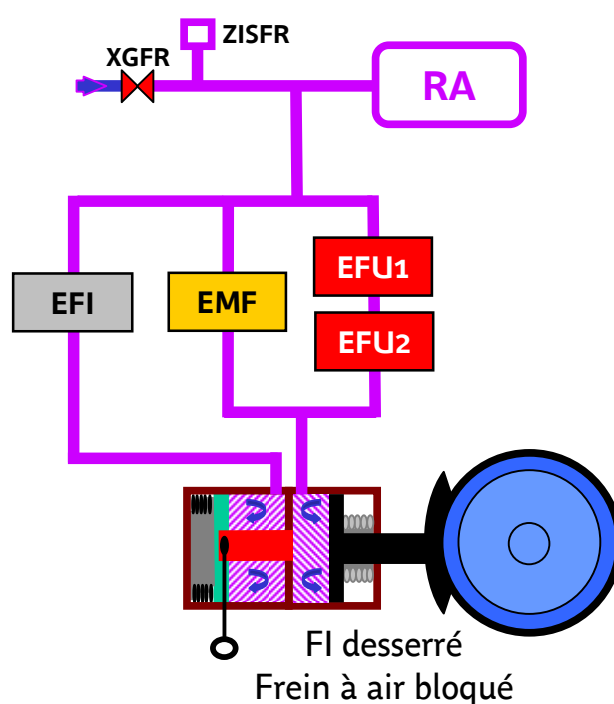 ZISFR
XGFR
RA
EFI
EMF
EFU1
EFU2
FI desserré
Frein à air bloqué